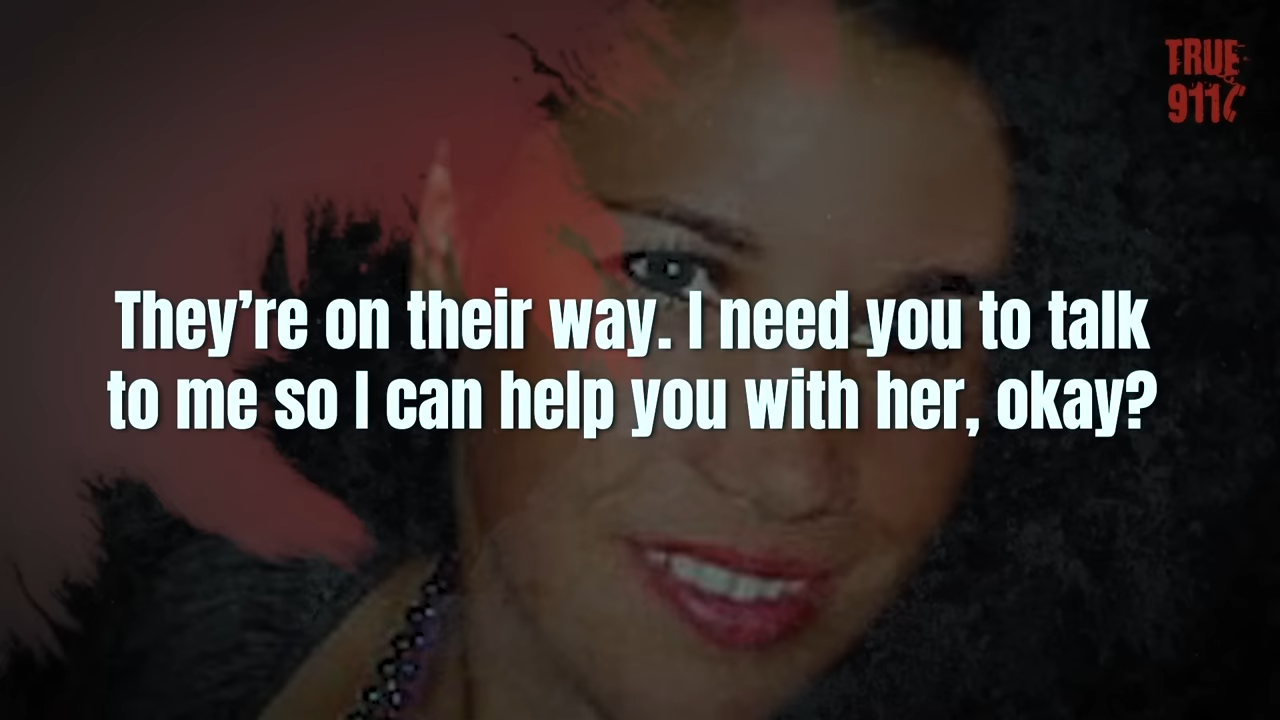 TRUE
911
They're on their way. I need you to talk
to me so I can help you with her, okay?